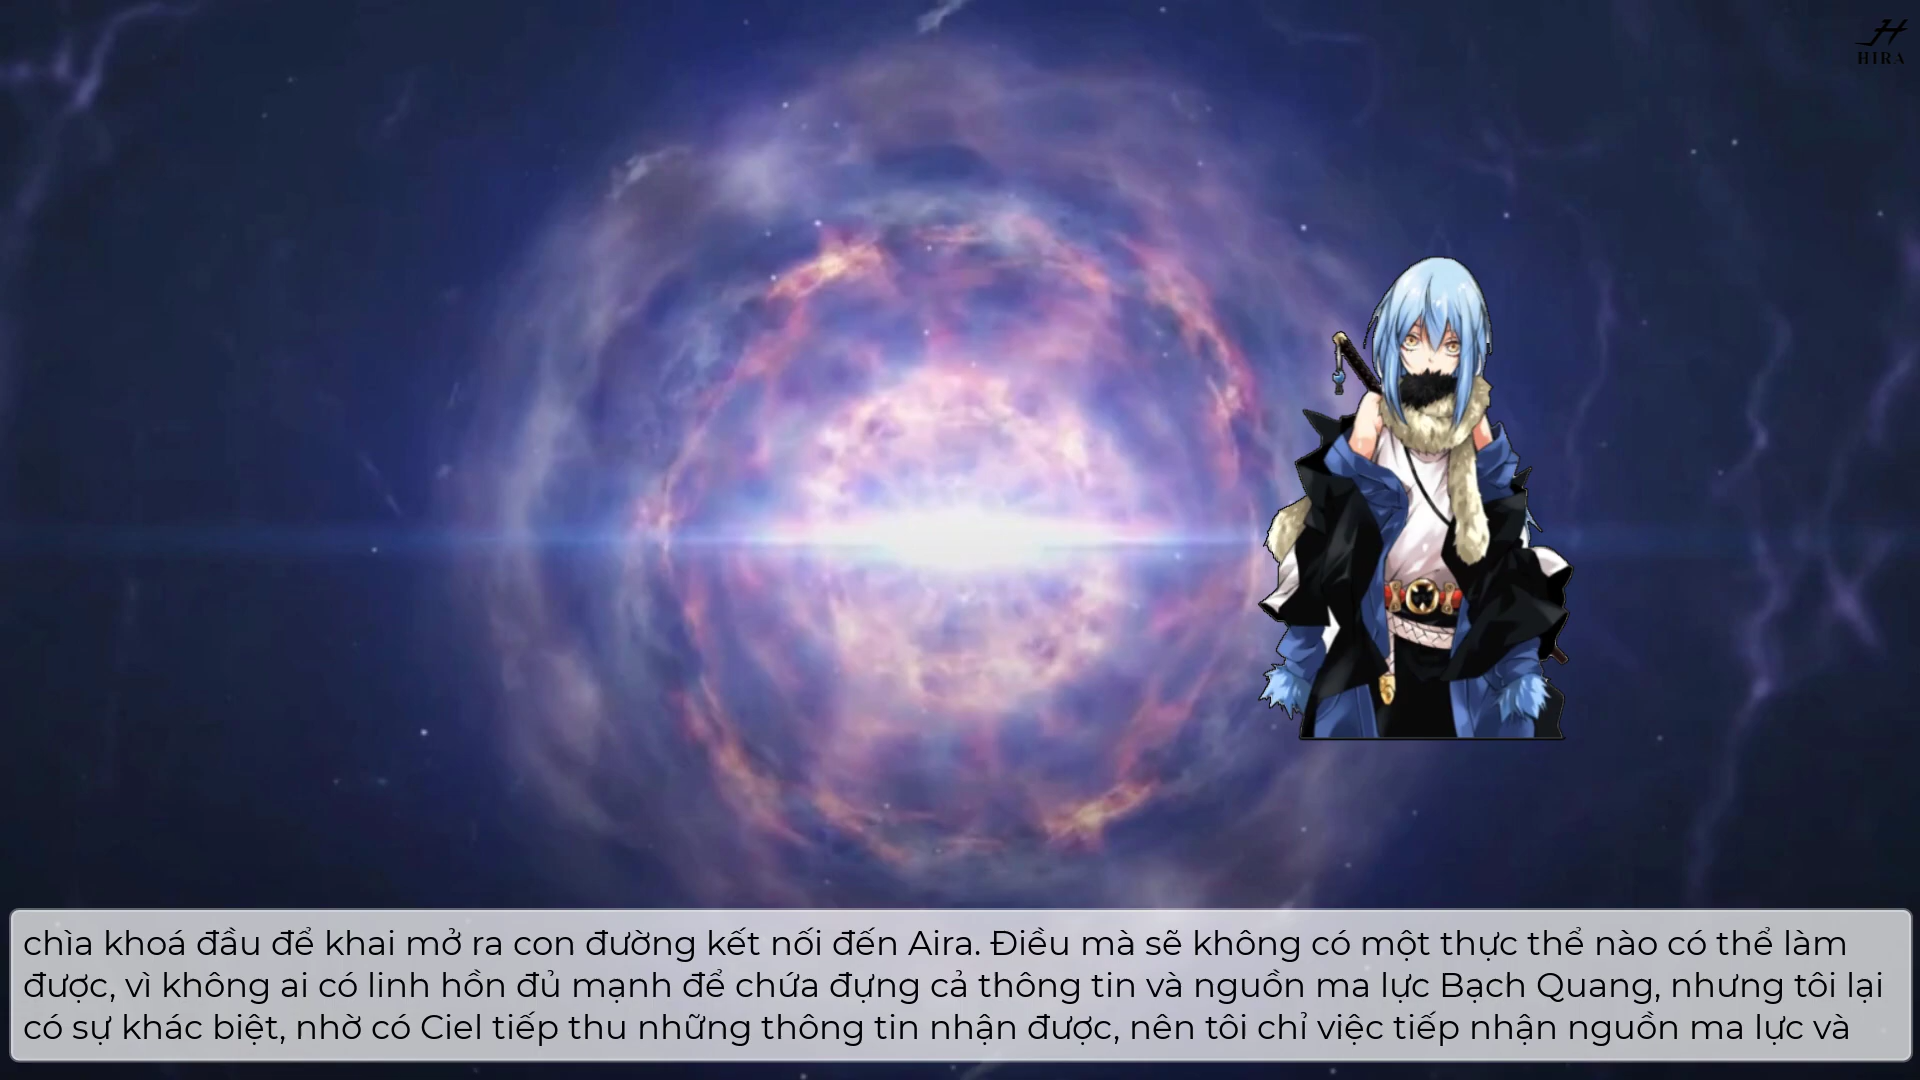 HIRA
chìa khoá đầu để khai mở ra con đường kết nối đến Aira. Điều mà sẽ không có một thực thể nào có thể làm
được, vì không ai có linh hồn đủ mạnh để chứa đựng cả thông tin và nguồn ma lực Bạch Quang, nhưng tôi lại
có sự khác biệt, nhờ có Ciel tiếp thu những thông tin nhận được, nên tôi chỉ việc tiếp nhận nguồn ma lực và